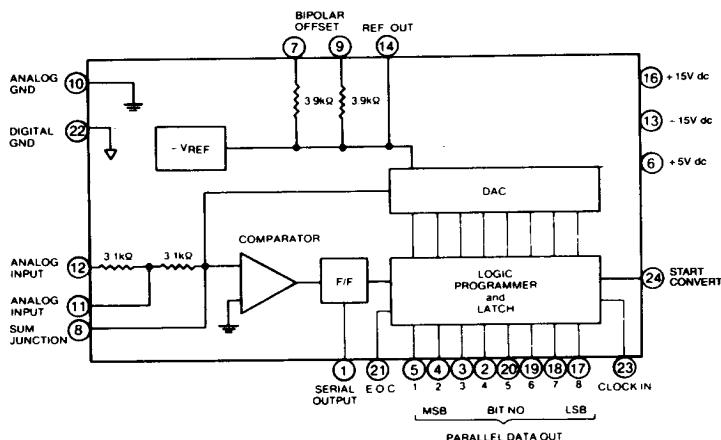 BIPOLAR
OFFSET
REF OUT
7
9
14
ANALOG
GND
10
16
+ 15V dc
3.9kΩ
3.9kΩ
DIGITAL
GND
22
13
- 15V dc
- VREF
6
+5V dc
DAC
COMPARATOR
3.1kΩ
3.1kΩ
ANALOG
INPUT
12
F/F
LOGIC
PROGRAMMER
and
LATCH
24
START
CONVERT
ANALOG
INPUT
11
SUM
JUNCTION
8
1
21
5
4
3
2
20
19
18
17
23
SERIAL
OUTPUT
E O C
1
2
3
4
5
6
7
8
CLOCK IN
MSB
BIT NO
LSB
PARALLEL DATA OUT